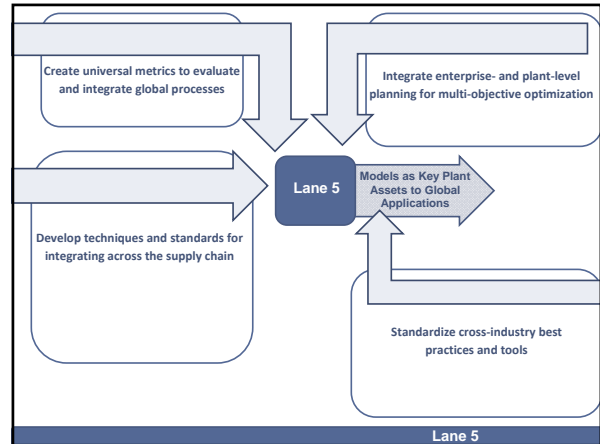 Create universal metrics to evaluate
and integrate global processes
Integrate enterprise- and plant-level
planning for multi-objective optimization
Lane 5
Models as Key Plant
Assets to Global
Applications
Develop techniques and standards for
integrating across the supply chain
Standardize cross-industry best
practices and tools
Lane 5